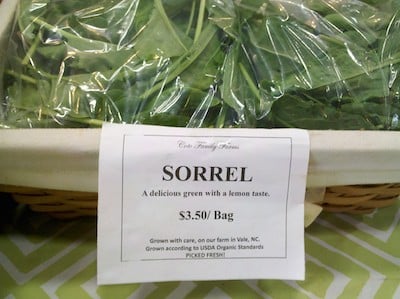 Coto Family Farms
SORREL
A delicious green with a lemon taste.
$3.50/ Bag
Grown with care, on our farm in Vale, NC.
Grown according to USDA Organic Standards
PICKED FRESH!